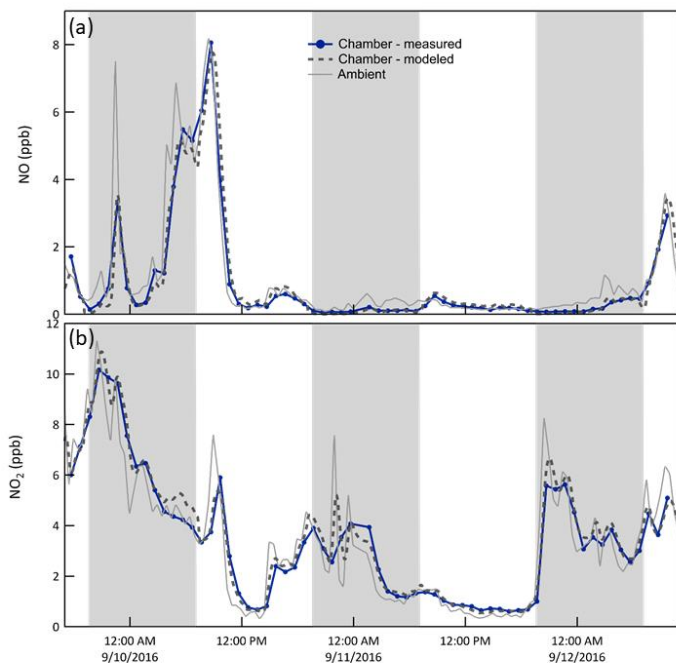 (a)
Chamber - measured
Chamber - modeled
Ambient
8
6
4
2
0
NO (ppb)
(b)
12
10
8
6
4
2
0
NO₂ (ppb)
12:00 AM 12:00 PM 12:00 AM 12:00 PM 12:00 AM
9/10/2016 9/11/2016 9/12/2016